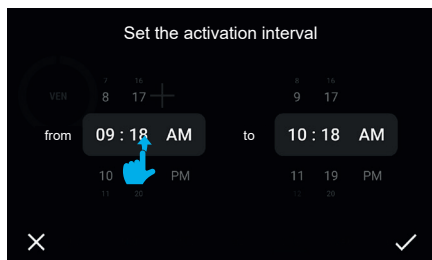 Set the activation interval
7 16 8 16
VEN 8 17 9 17
from 09 : 18 AM to 10 : 18 AM
10 PM 11 19 PM
11 20 12 20